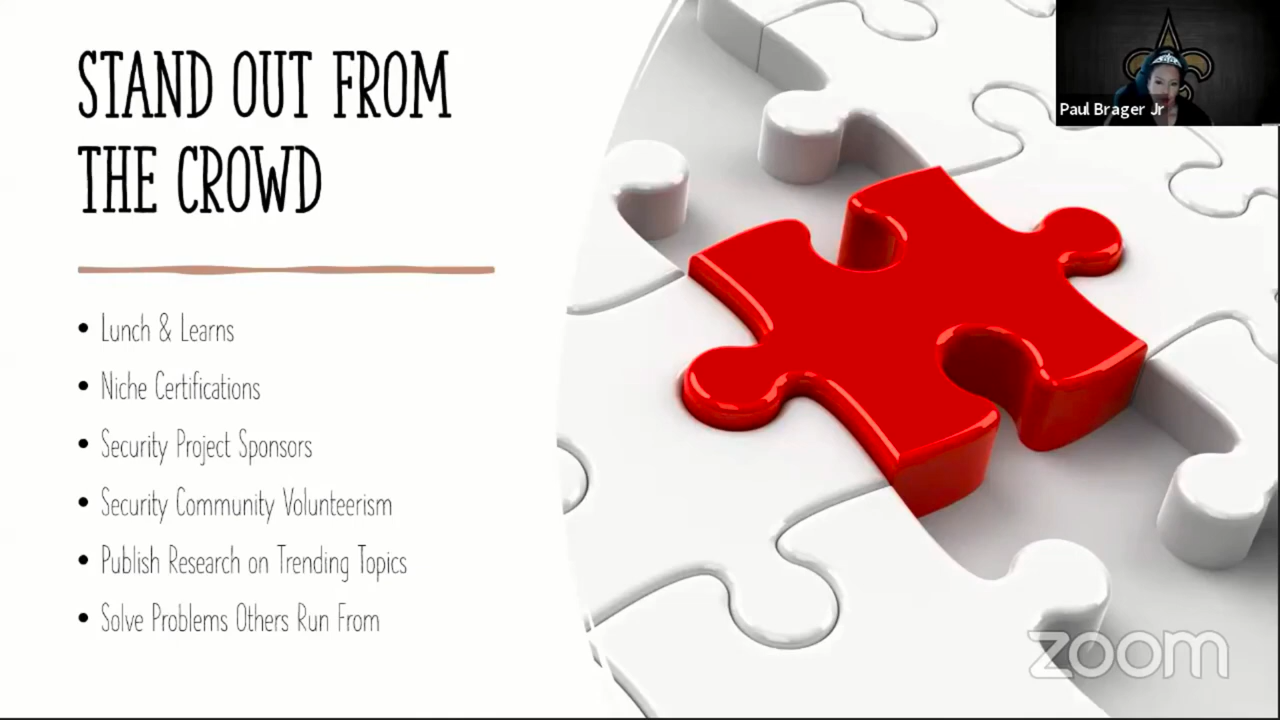 STAND OUT FROM
THE CROWD
• Lunch & Learns
• Niche Certifications
• Security Project Sponsors
• Security Community Volunteerism
• Publish Research on Trending Topics
• Solve Problems Others Run From
Paul Brager Jr
zoom